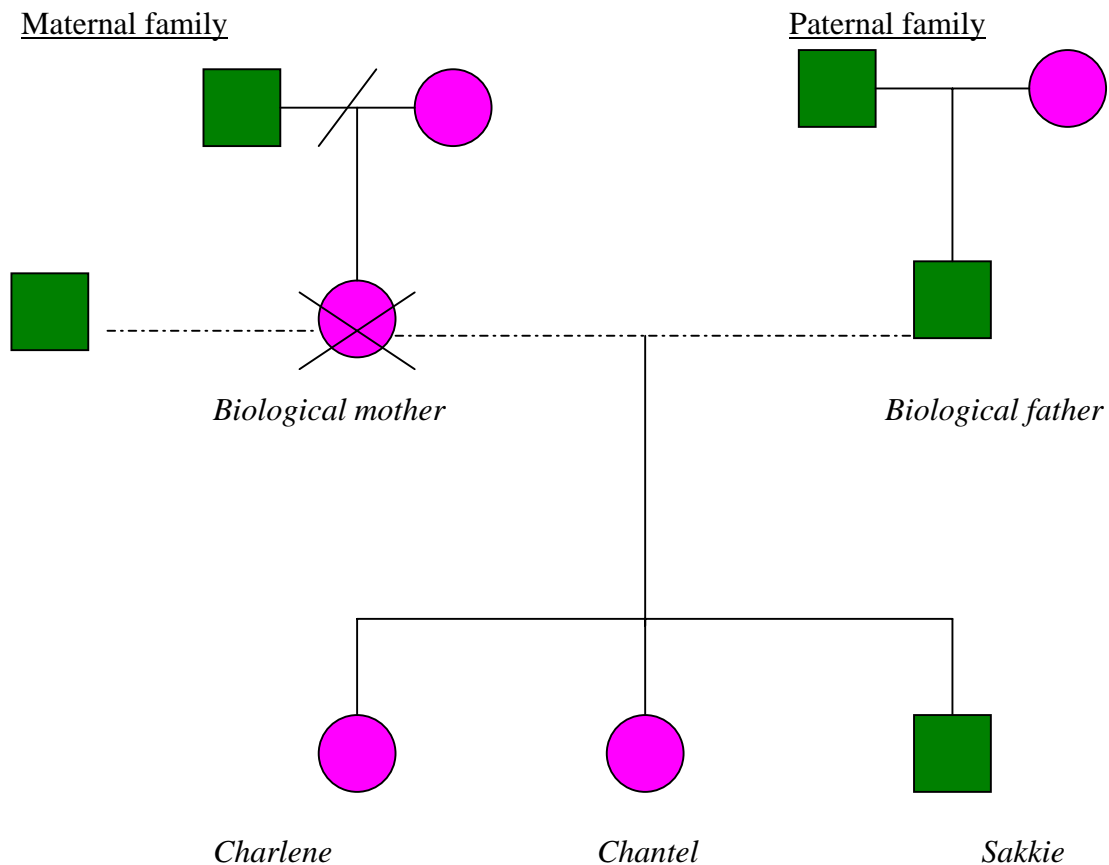 Maternal family
Paternal family
Biological mother
Biological father
Charlene
Chantel
Sakkie